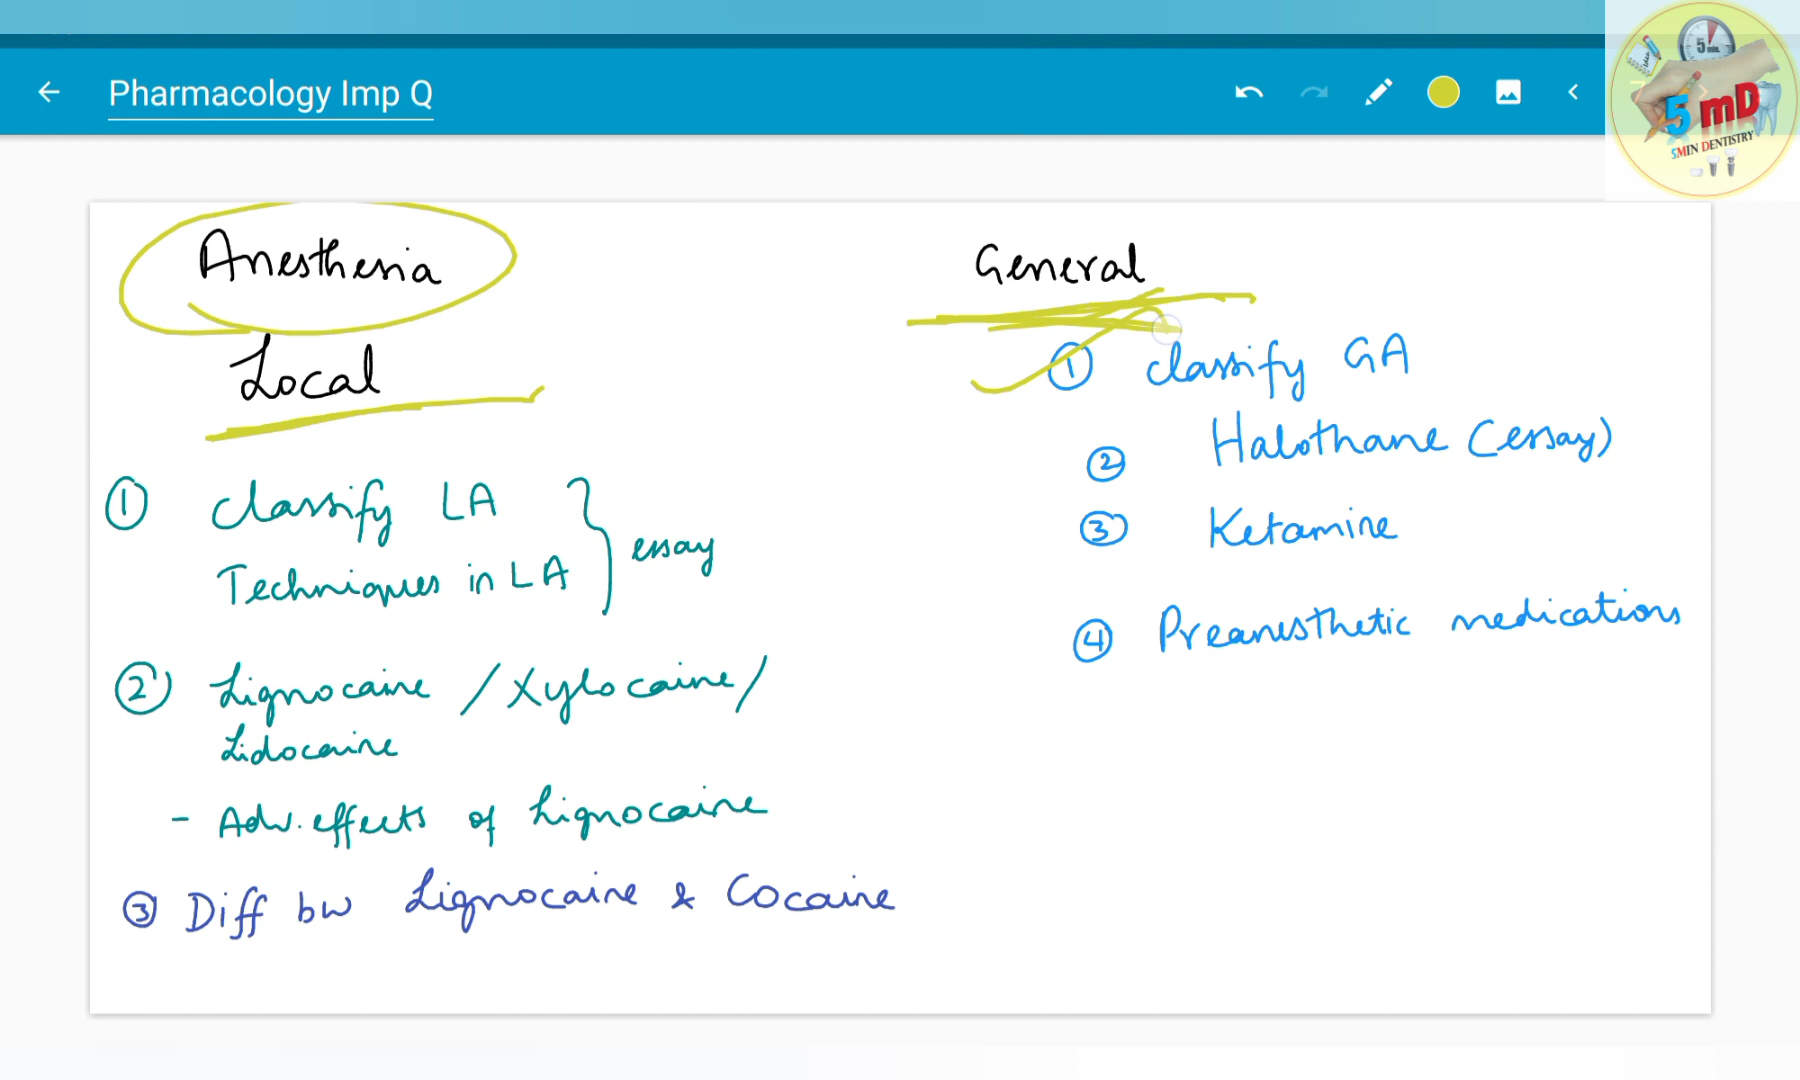 Pharmacology Imp Q
5 min.
5 mD
5MIN DENTISTRY
Anesthesia
Local
① Classify LA
Techniques in LA
essay
② Lignocaine / Xylocaine /
Lidocaine
- Adv. effects of Lignocaine
③ Diff bw Lignocaine & Cocaine
General
① Classify GA
② Halothane (essay)
③ Ketamine
④ Preanesthetic medications